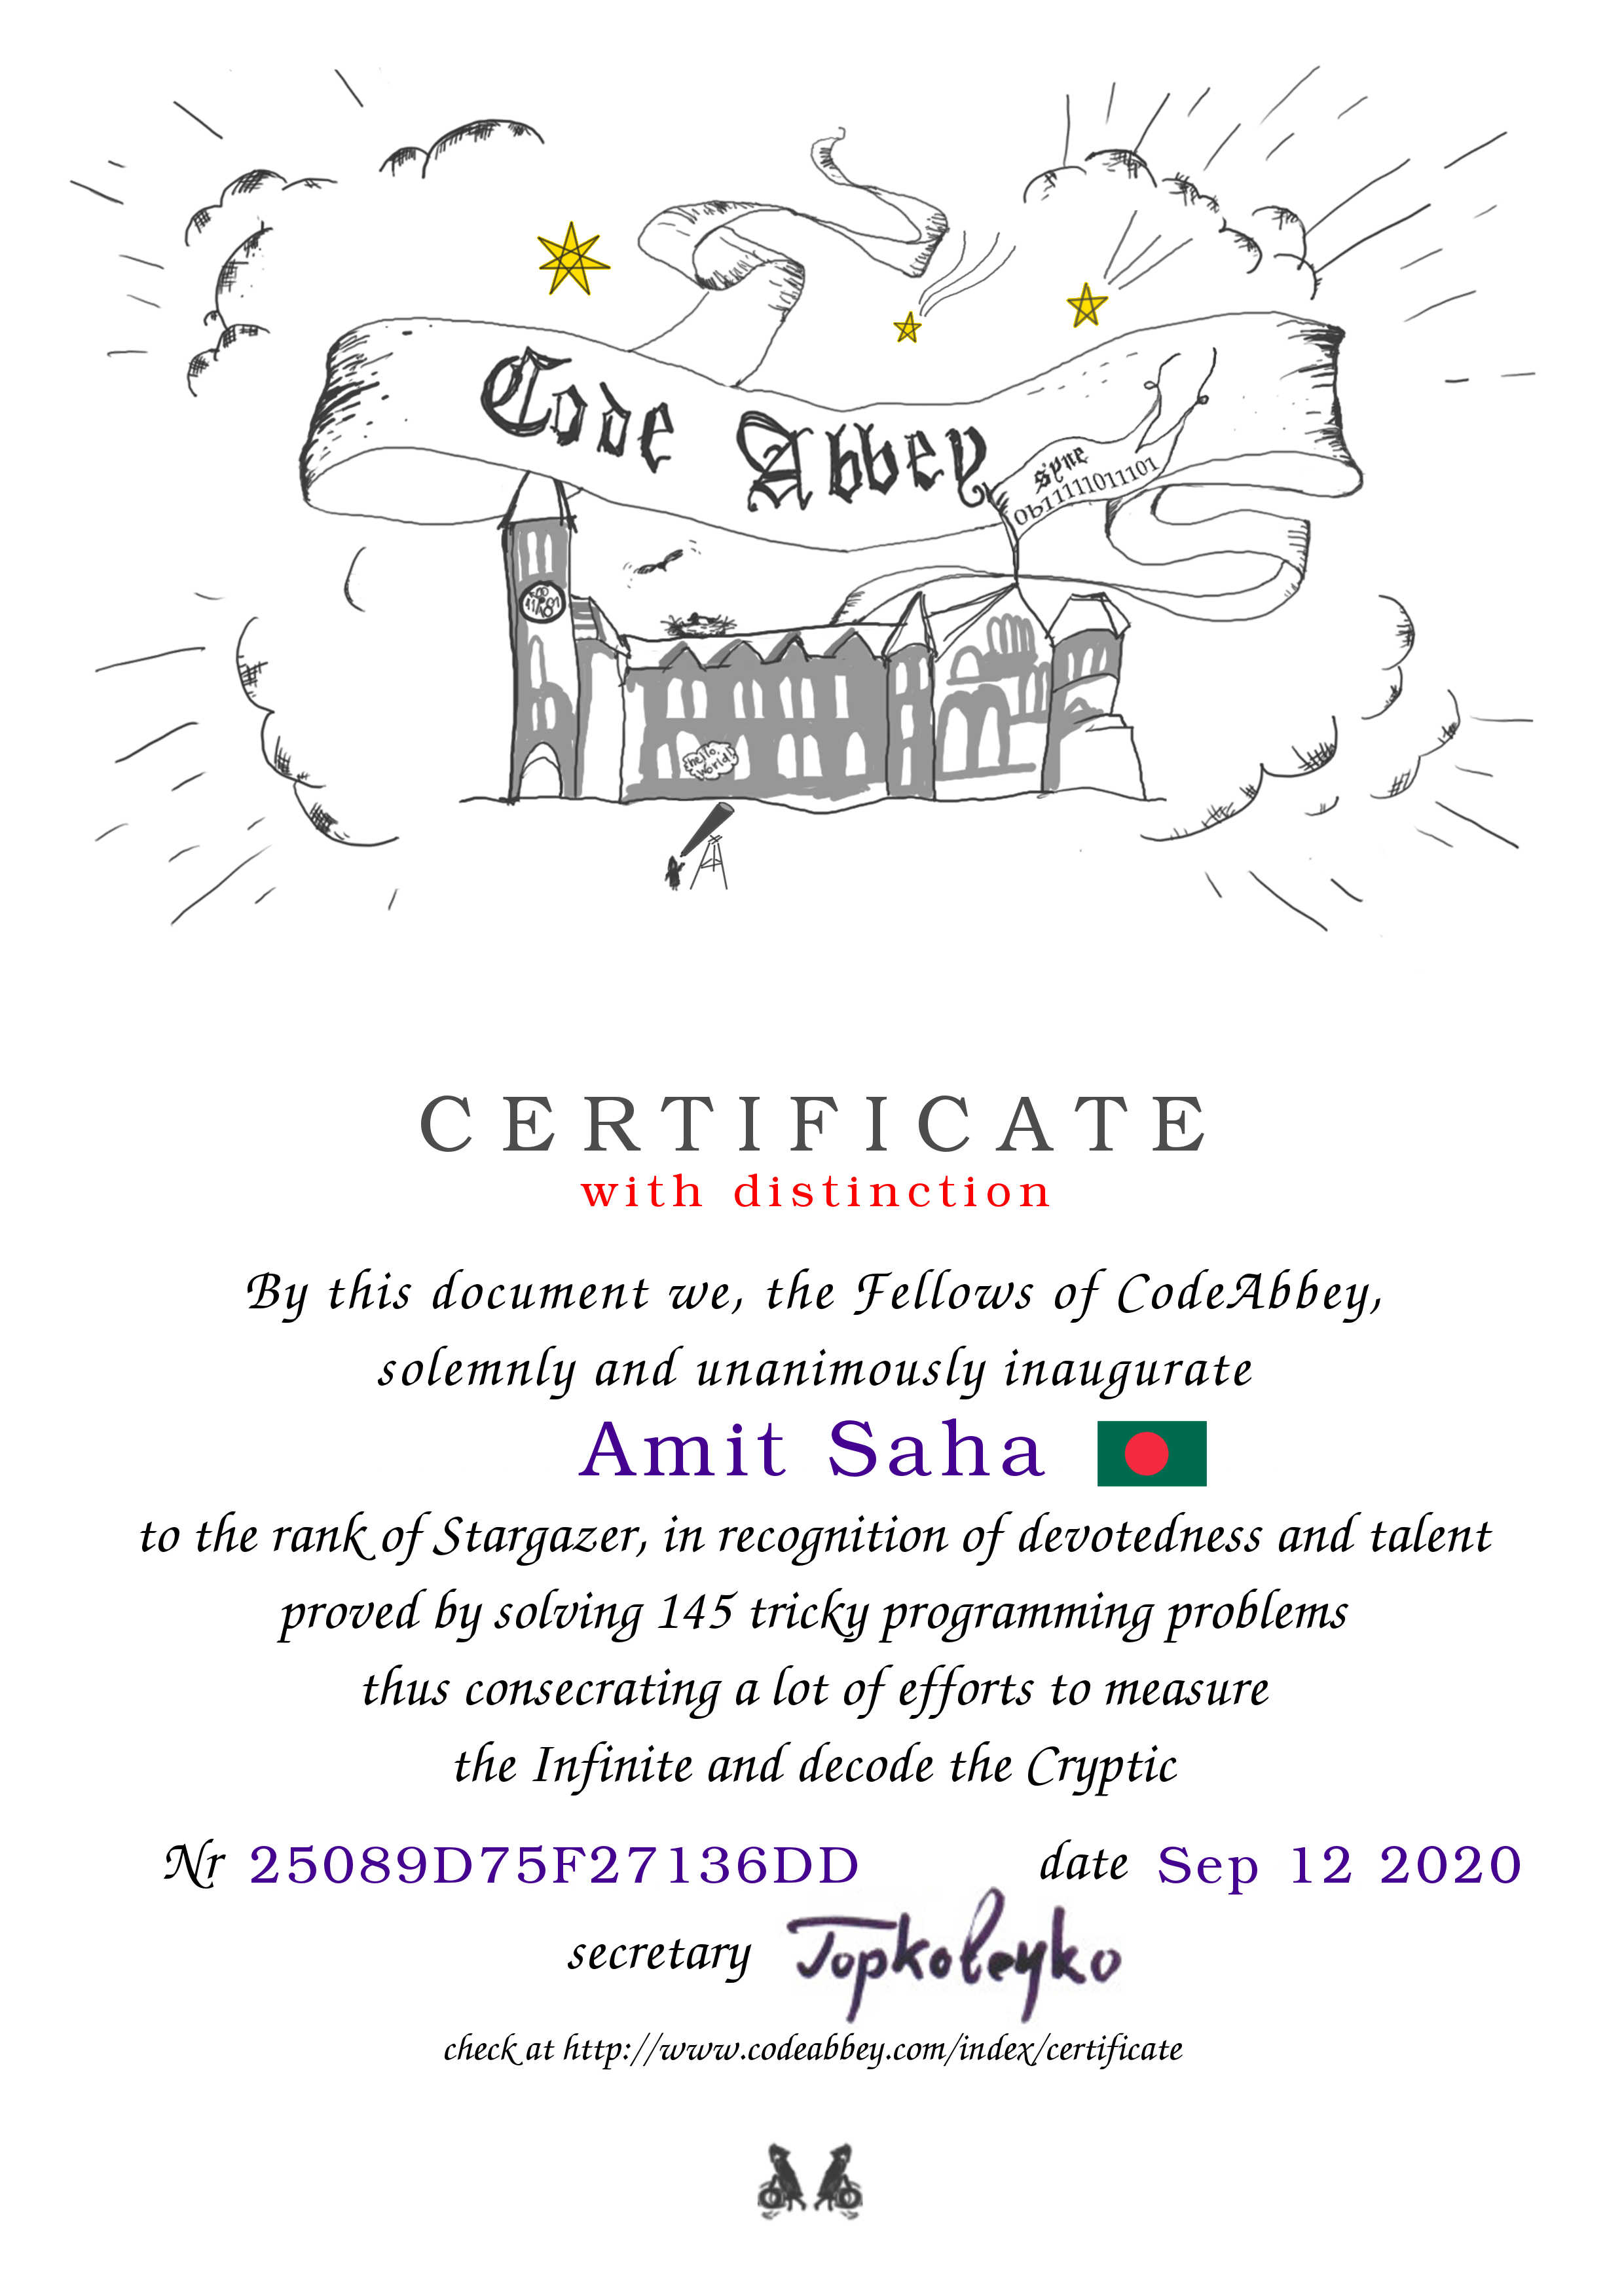 Code Abbey
syne
0b11111011101
hello,
world!
CERTIFICATE
with distinction
By this document we, the Fellows of CodeAbbey,
solemnly and unanimously inaugurate
Amit Saha
to the rank of Stargazer, in recognition of devotedness and talent
proved by solving 145 tricky programming problems
thus consecrating a lot of efforts to measure
the Infinite and decode the Cryptic
Nr 25089D75F27136DD date Sep 12 2020
secretary
check at http://www.codeabbey.com/index/certificate